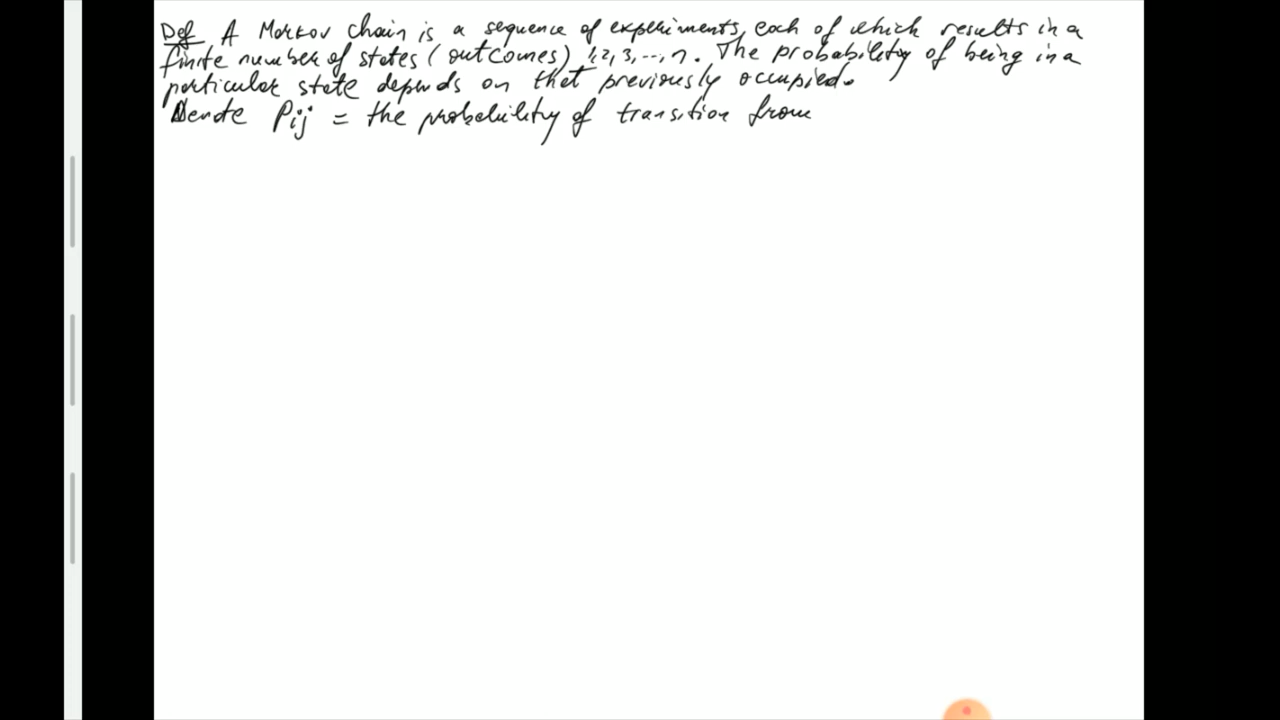 Def A Markov chain is a sequence of experiments, each of which results in a
finite number of states (outcomes) 1, 2, 3, ..., n. The probability of being in a
particular state depends on that previously occupied.
Denote Pij = the probability of transition from